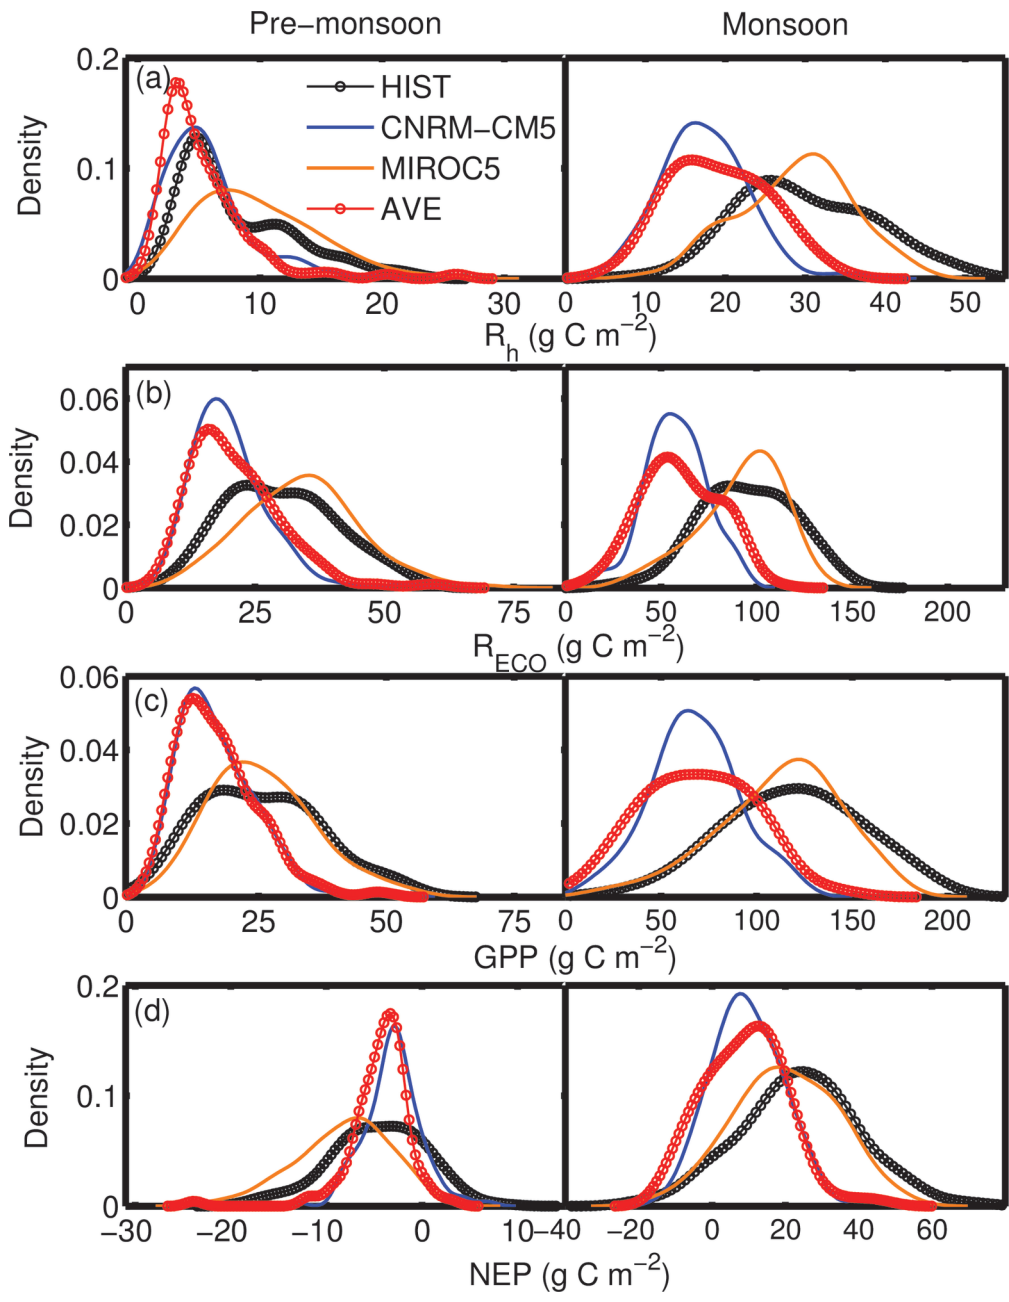 Pre−monsoon Monsoon
(a)
HIST
CNRM−CM5
MIROC5
AVE
Density
0.2
0.1
0
0 10 20 30 0 10 20 30 40 50
Rh (g C m−2)
(b)
Density
0.06
0.04
0.02
0
0 25 50 75 0 50 100 150 200
RECO (g C m−2)
(c)
Density
0.06
0.04
0.02
0
0 25 50 75 0 50 100 150 200
GPP (g C m−2)
(d)
Density
0.2
0.1
0
−30 −20 −10 0 10 −40 −20 0 20 40 60
NEP (g C m−2)